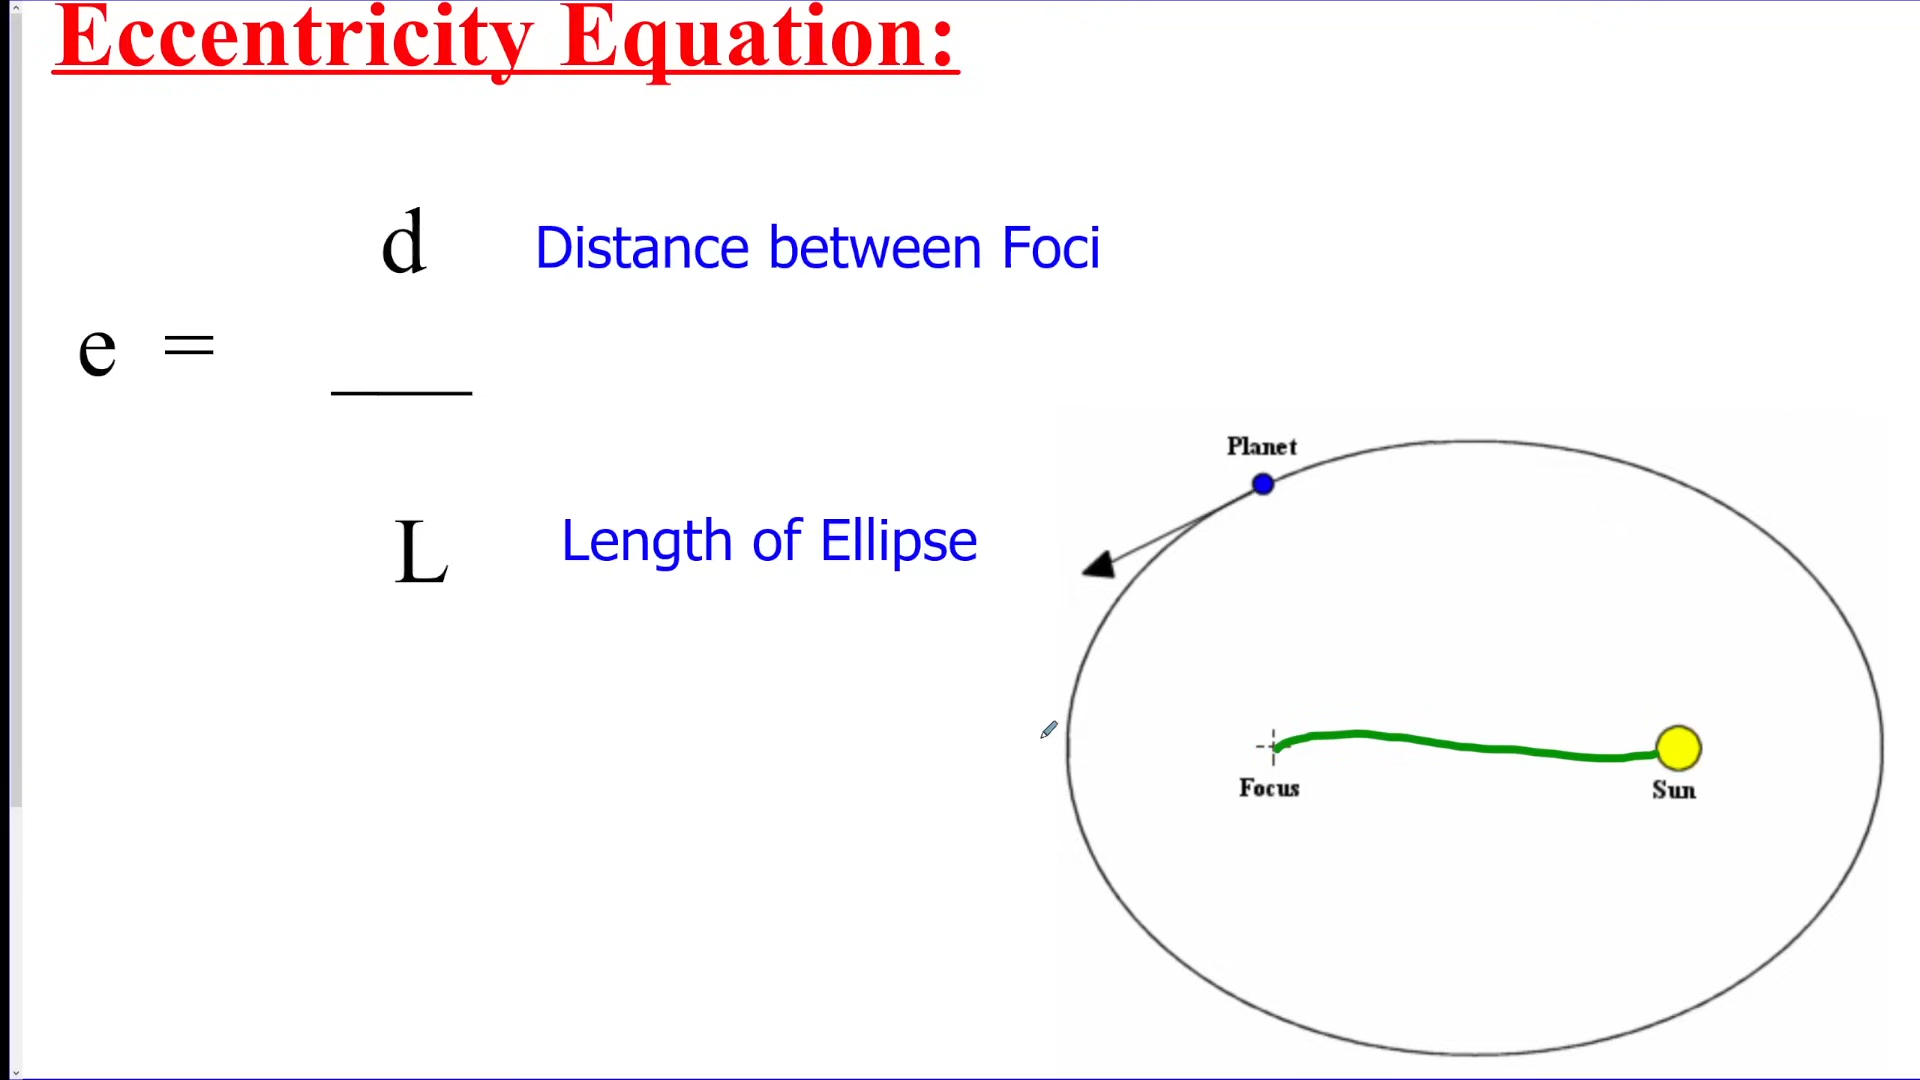 Eccentricity Equation:
d Distance between Foci
e =
L Length of Ellipse
Planet
Focus
Sun